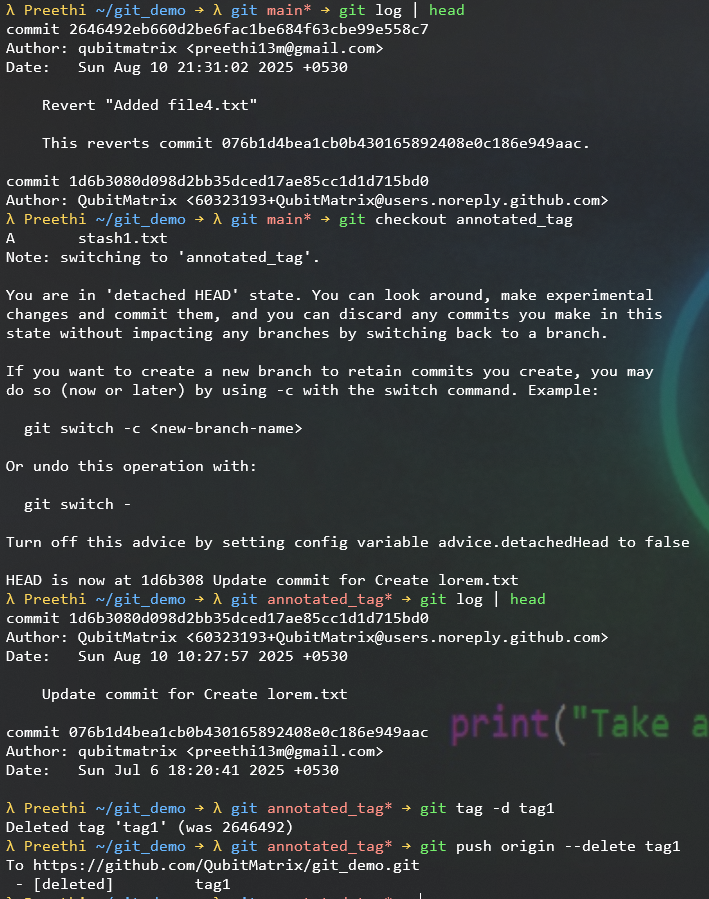 λ Preethi ~/git_demo → λ git main* → git log | head
commit 2646492eb660d2be6fac1be684f63cbe99e558c7
Author: qubitmatrix <preethi13m@gmail.com>
Date:   Sun Aug 10 21:31:02 2025 +0530

    Revert "Added file4.txt"

    This reverts commit 076b1d4bea1cb0b430165892408e0c186e949aac.

commit 1d6b3080d098d2bb35dced17ae85cc1d1d715bd0
Author: QubitMatrix <60323193+QubitMatrix@users.noreply.github.com>
λ Preethi ~/git_demo → λ git main* → git checkout annotated_tag
A       stash1.txt
Note: switching to 'annotated_tag'.

You are in 'detached HEAD' state. You can look around, make experimental
changes and commit them, and you can discard any commits you make in this
state without impacting any branches by switching back to a branch.

If you want to create a new branch to retain commits you create, you may
do so (now or later) by using -c with the switch command. Example:

  git switch -c <new-branch-name>

Or undo this operation with:

  git switch -

Turn off this advice by setting config variable advice.detachedHead to false

HEAD is now at 1d6b308 Update commit for Create lorem.txt
λ Preethi ~/git_demo → λ git annotated_tag* → git log | head
commit 1d6b3080d098d2bb35dced17ae85cc1d1d715bd0
Author: QubitMatrix <60323193+QubitMatrix@users.noreply.github.com>
Date:   Sun Aug 10 10:27:57 2025 +0530

    Update commit for Create lorem.txt

print("Take a
commit 076b1d4bea1cb0b430165892408e0c186e949aac
Author: qubitmatrix <preethi13m@gmail.com>
Date:   Sun Jul 6 18:20:41 2025 +0530

λ Preethi ~/git_demo → λ git annotated_tag* → git tag -d tag1
Deleted tag 'tag1' (was 2646492)
λ Preethi ~/git_demo → λ git annotated_tag* → git push origin --delete tag1
To https://github.com/QubitMatrix/git_demo.git
 - [deleted]         tag1